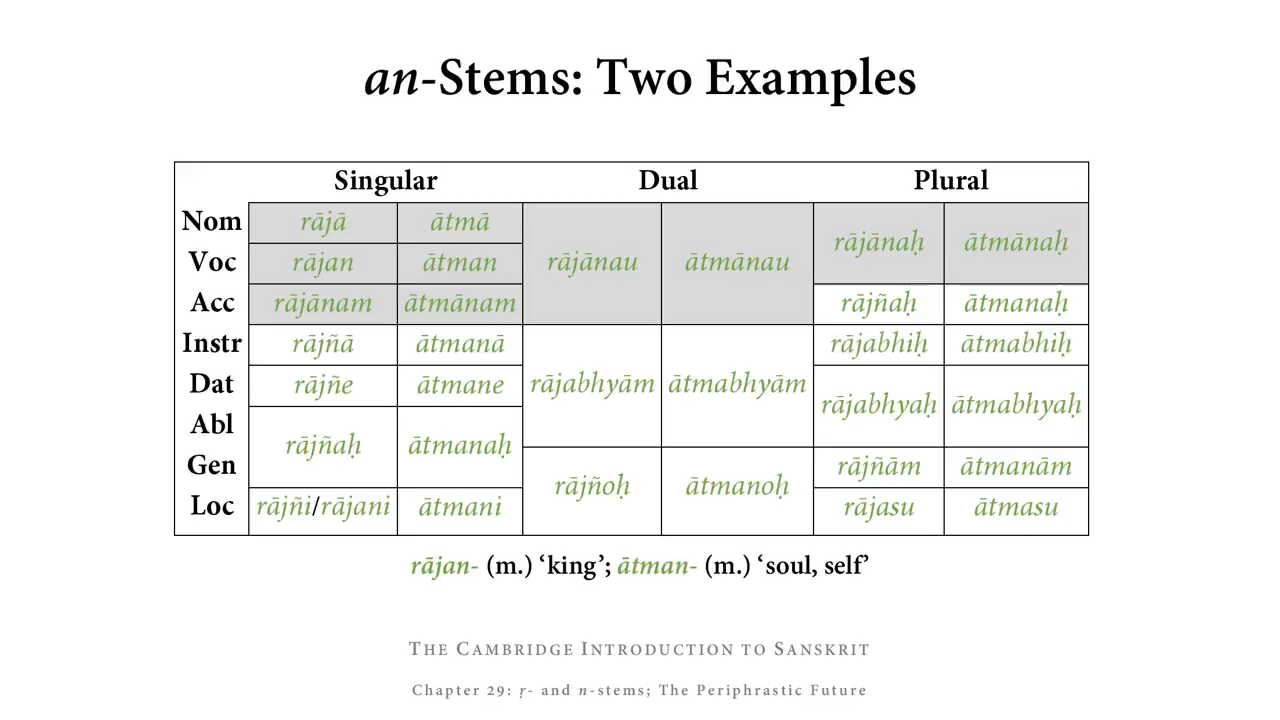 an-Stems: Two Examples
Singular Dual Plural
Nom rājā ātmā rājānau ātmānau rājānaḥ ātmānaḥ
Voc rājan ātman
Acc rājānam ātmānam rājñaḥ ātmanaḥ
Instr rājñā ātmanā rājabhyām ātmabhyām rājabhiḥ ātmabhiḥ
Dat rājñe ātmane rājabhyaḥ ātmabhyaḥ
Abl rājñaḥ ātmanaḥ
Gen rājñoḥ ātmanoḥ rājñām ātmanām
Loc rājñi/rājani ātmani rājasu ātmasu
rājan- (m.) ‘king’; ātman- (m.) ‘soul, self’
The Cambridge Introduction to Sanskrit
Chapter 29: ṛ- and n-stems; The Periphrastic Future